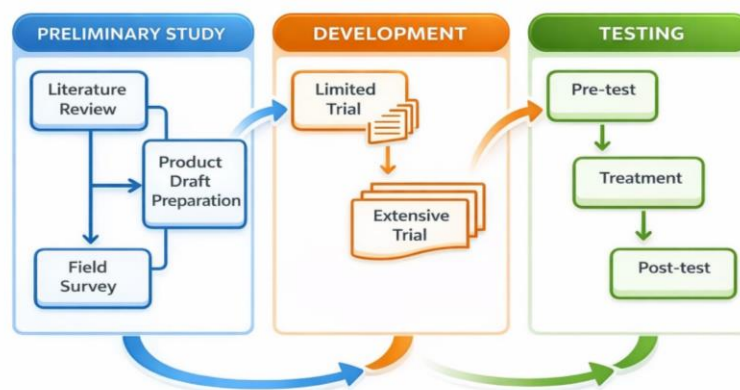 PRELIMINARY STUDY
Literature
Review
Product
Draft
Preparation
Field
Survey
DEVELOPMENT
Limited
Trial
Extensive
Trial
TESTING
Pre-test
Treatment
Post-test